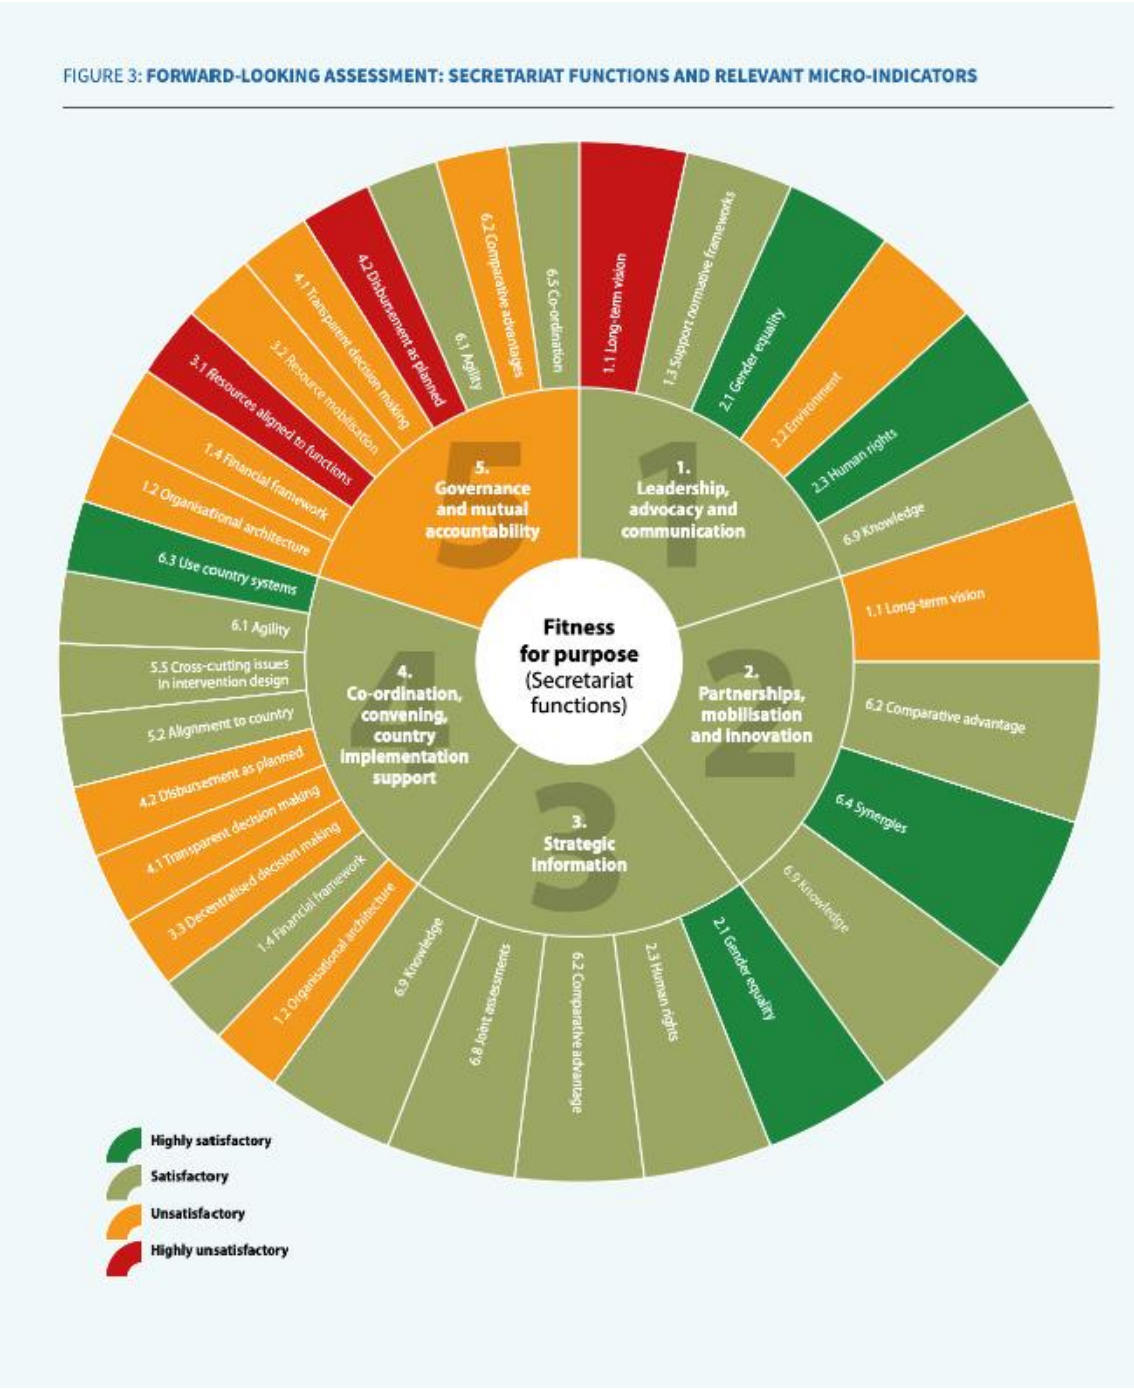 FIGURE 3: FORWARD-LOOKING ASSESSMENT: SECRETARIAT FUNCTIONS AND RELEVANT MICRO-INDICATORS
1.1 Long-term vision
1.3 Support normative frameworks
2.1 Gender equality
2.2 Environment
2.3 Human rights
6.9 Knowledge
1.1 Long-term vision
6.2 Comparative advantage
6.4 Synergies
6.9 Knowledge
2.1 Gender equality
2.3 Human rights
6.2 Comparative advantage
6.8 Joint assessments
6.9 Knowledge
1.2 Organisational architecture
1.4 Financial framework
3.3 Decentralised decision making
4.1 Transparent decision making
4.2 Disbursement as planned
5.2 Alignment to country
5.5 Cross-cutting issues
in intervention design
6.1 Agility
6.3 Use country systems
1.2 Organisational architecture
1.4 Financial framework
3.1 Resources aligned to functions
3.2 Resource mobilisation
4.1 Transparent decision making
4.2 Disbursement as planned
6.1 Agility
6.2 Comparative advantages
6.5 Co-ordination
1
1.
Leadership,
advocacy and
communication
2
2.
Partnerships,
mobilisation
and innovation
3
3.
Strategic
information
4
4.
Co-ordination,
convening,
country
implementation
support
5
5.
Governance
and mutual
accountability
Fitness
for purpose
(Secretariat
functions)
Highly satisfactory
Satisfactory
Unsatisfactory
Highly unsatisfactory